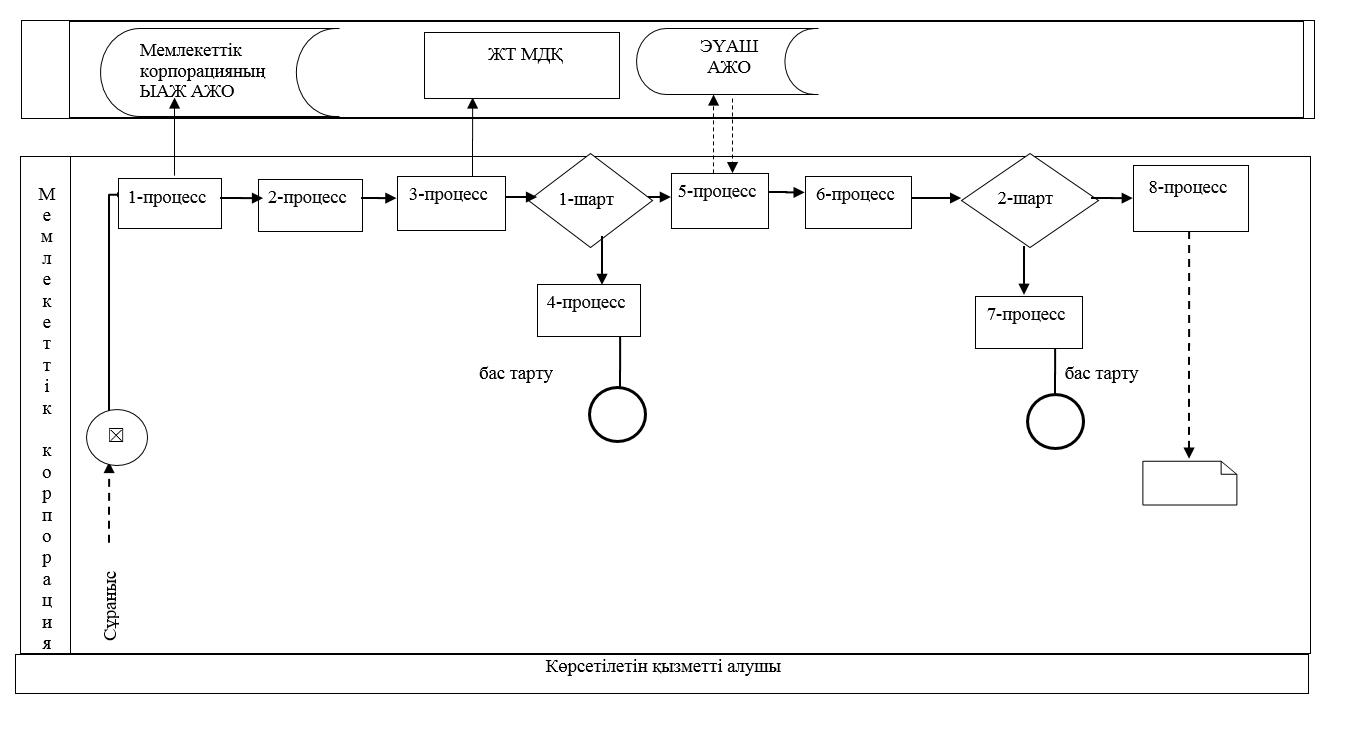 Мемлекеттік
корпорацияның
ЫАЖ АЖО
ЖТ МДҚ
ЭҮАШ
АЖО
Мемлекеттік корпорация
1-процесс
2-процесс
3-процесс
1-шарт
5-процесс
6-процесс
2-шарт
8-процесс
4-процесс
7-процесс
бас тарту
бас тарту
Сұраныс
Көрсетілетін қызметті алушы